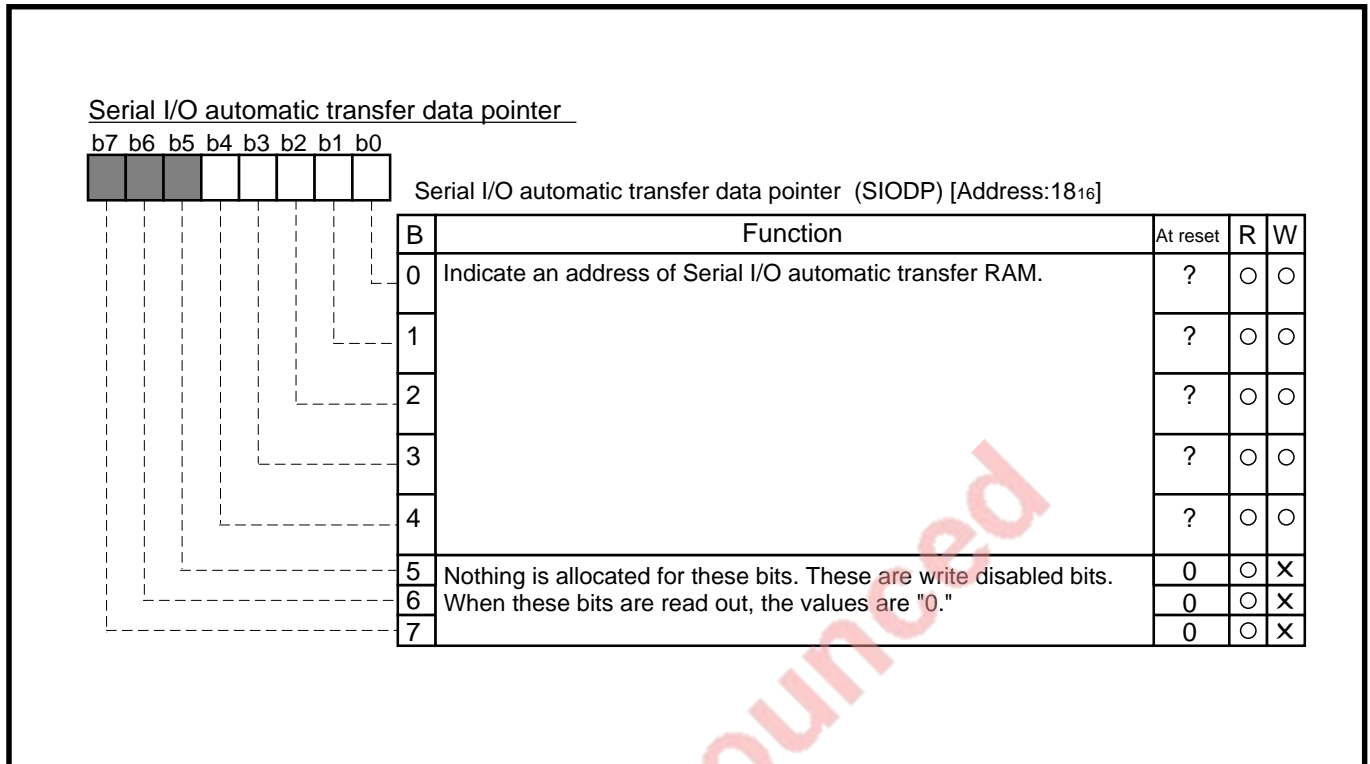 Serial I/O automatic transfer data pointer
b7 b6 b5 b4 b3 b2 b1 b0
Serial I/O automatic transfer data pointer (SIODP) [Address:1816]
B Function At reset R W
0 Indicate an address of Serial I/O automatic transfer RAM. ? ○ ○
1 ? ○ ○
2 ? ○ ○
3 ? ○ ○
4 ? ○ ○
5 Nothing is allocated for these bits. These are write disabled bits. 0 ○ ×
6 When these bits are read out, the values are "0." 0 ○ ×
7 0 ○ ×
ounced